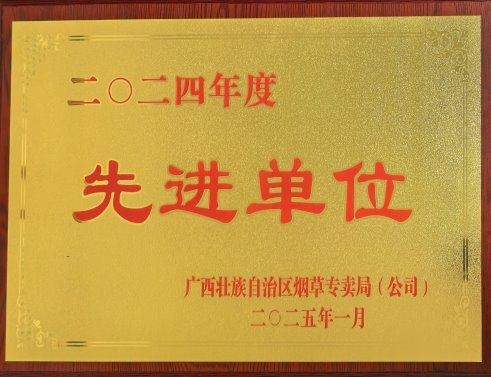 二〇二四年度
先进单位
广西壮族自治区烟草专卖局（公司）
二〇二五年一月